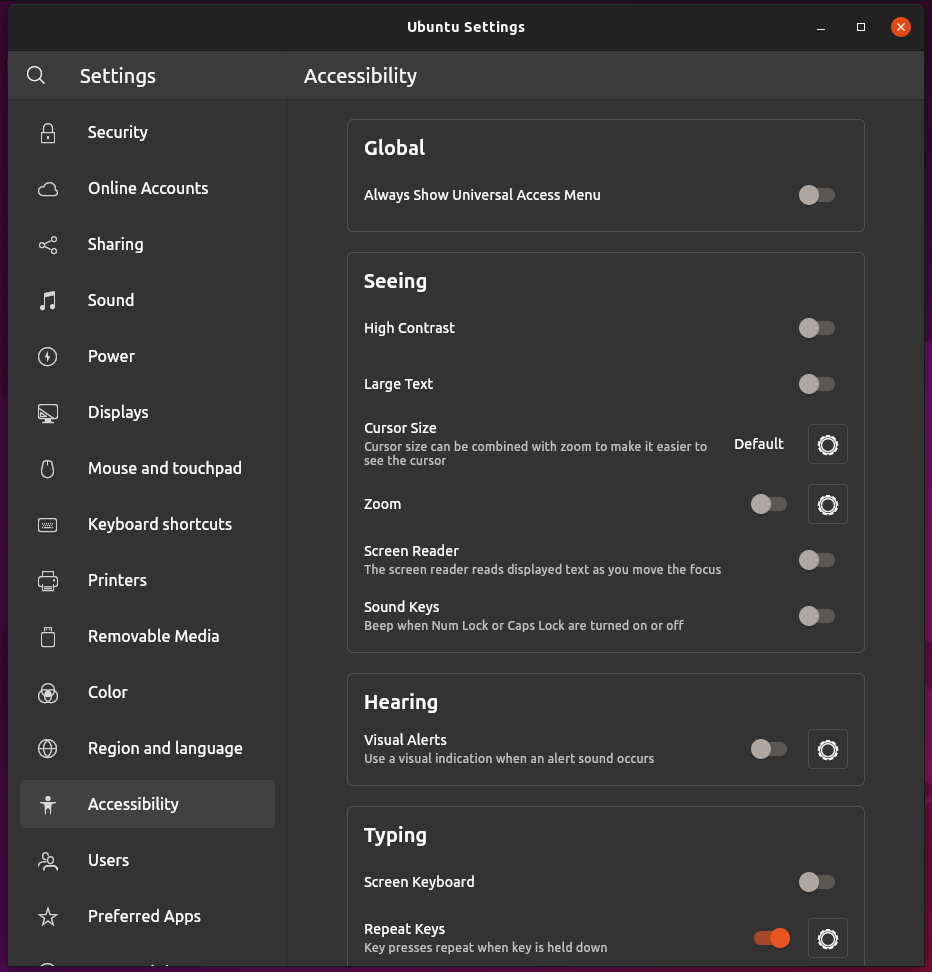 Ubuntu Settings
Settings
Accessibility
Security
Online Accounts
Sharing
Sound
Power
Displays
Mouse and touchpad
Keyboard shortcuts
Printers
Removable Media
Color
Region and language
Accessibility
Users
Preferred Apps
Global
Always Show Universal Access Menu
Seeing
High Contrast
Large Text
Cursor Size
Cursor size can be combined with zoom to make it easier to
see the cursor
Default
Zoom
Screen Reader
The screen reader reads displayed text as you move the focus
Sound Keys
Beep when Num Lock or Caps Lock are turned on or off
Hearing
Visual Alerts
Use a visual indication when an alert sound occurs
Typing
Screen Keyboard
Repeat Keys
Key presses repeat when key is held down